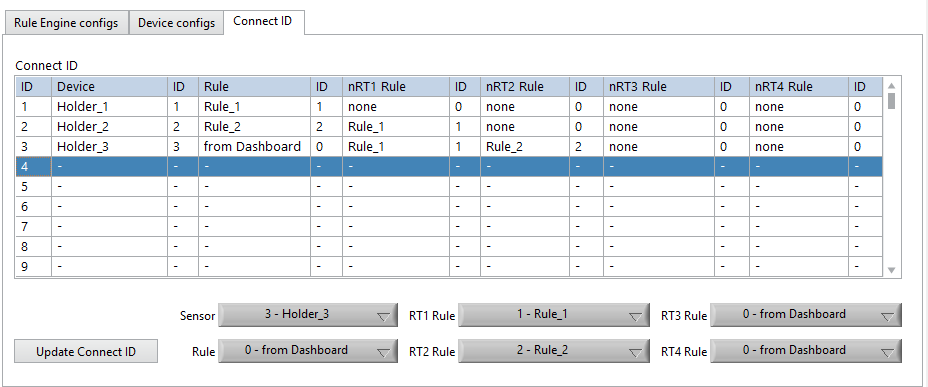 Rule Engine configs Device configs Connect ID
Connect ID
ID Device ID Rule ID nRT1 Rule ID nRT2 Rule ID nRT3 Rule ID nRT4 Rule ID
1 Holder_1 1 Rule_1 1 none 0 none 0 none 0 none 0
2 Holder_2 2 Rule_2 2 Rule_1 1 none 0 none 0 none 0
3 Holder_3 3 from Dashboard 0 Rule_1 1 Rule_2 2 none 0 none 0
4 - - - - - - - - - - - -
5 - - - - - - - - - - - -
6 - - - - - - - - - - - -
7 - - - - - - - - - - - -
8 - - - - - - - - - - - -
9 - - - - - - - - - - - -
Sensor 3 - Holder_3 RT1 Rule 1 - Rule_1 RT3 Rule 0 - from Dashboard
Update Connect ID Rule 0 - from Dashboard RT2 Rule 2 - Rule_2 RT4 Rule 0 - from Dashboard